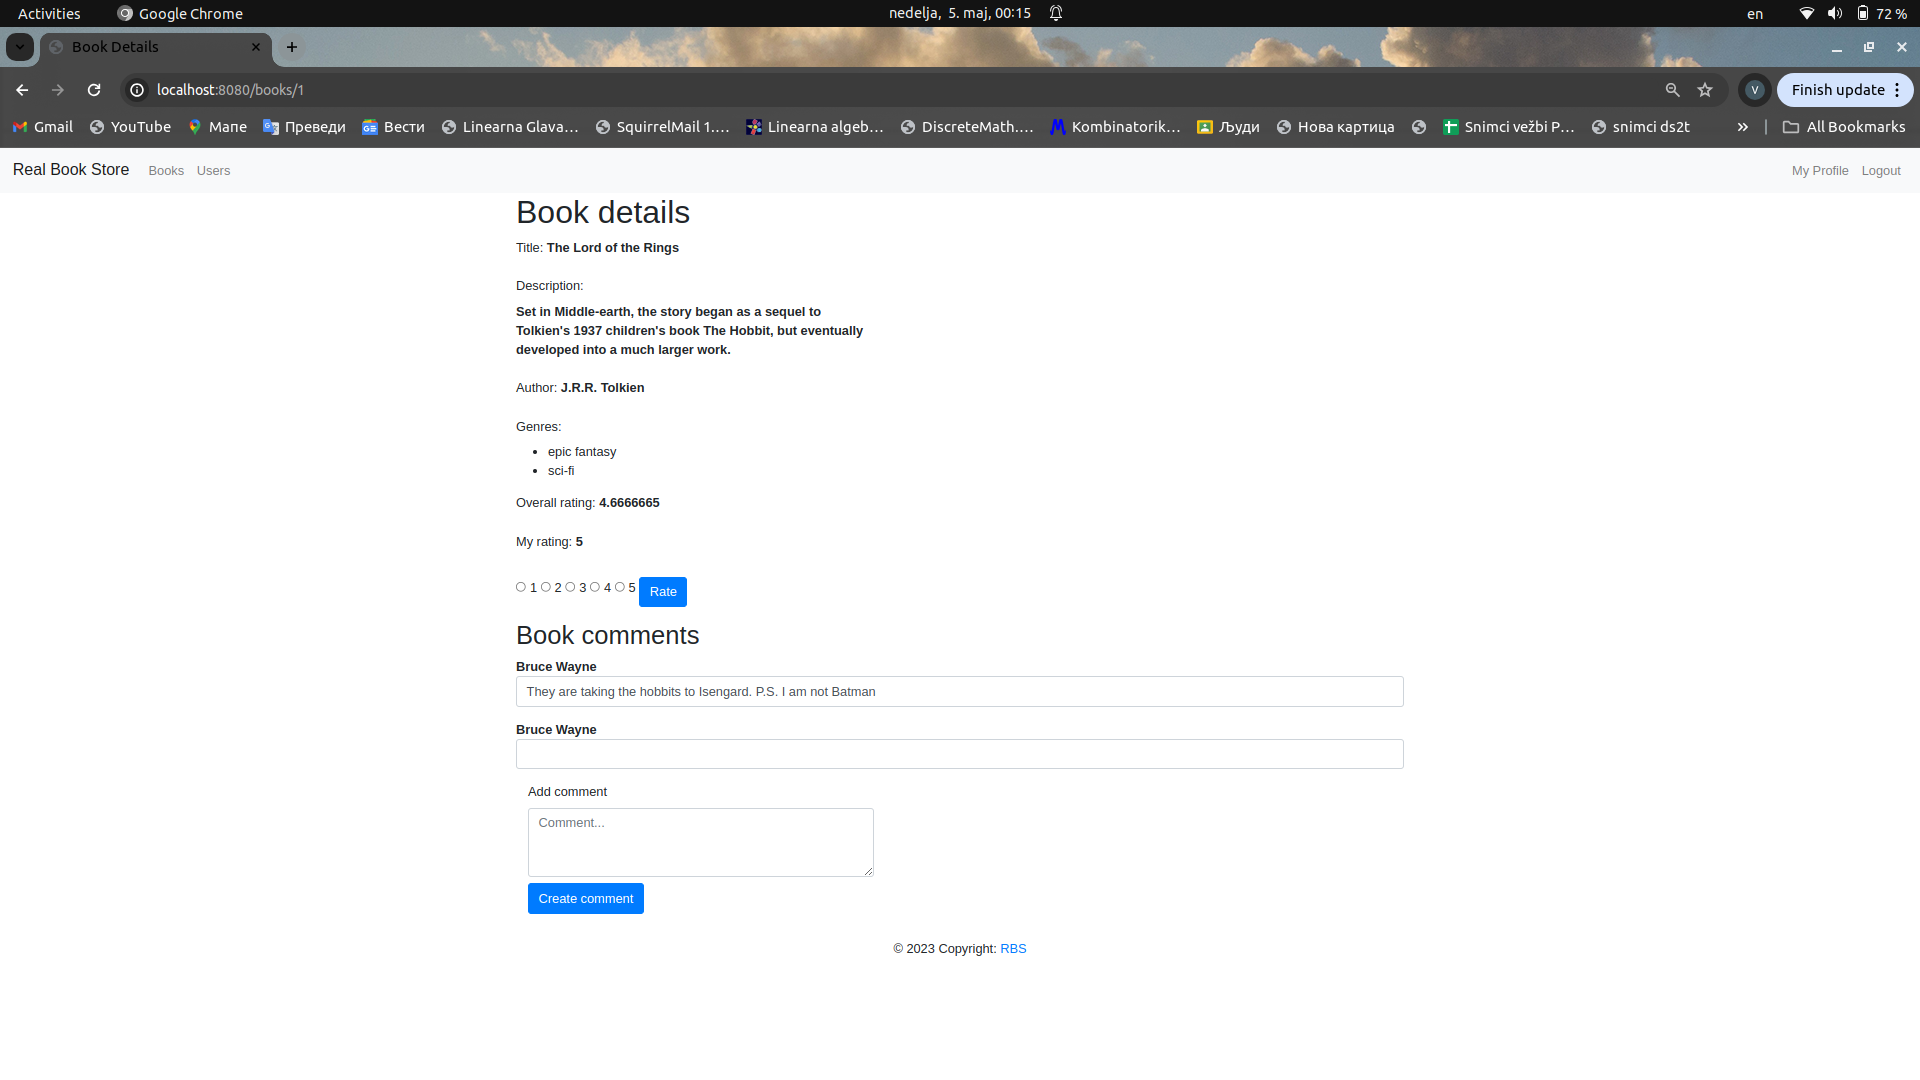 Activities
Google Chrome
nedelja, 5. maj, 00:15
en
72 %
Book Details
localhost:8080/books/1
V
Finish update
Gmail
YouTube
Мапе
Преведи
Вести
Linearna Glava...
SquirrelMail 1....
Linearna algeb...
DiscreteMath....
Kombinatorik...
Људи
Нова картица
Snimci vežbi P...
snimci ds2t
»
All Bookmarks
Real Book Store
Books
Users
My Profile
Logout
Book details
Title: The Lord of the Rings
Description:
Set in Middle-earth, the story began as a sequel to
Tolkien's 1937 children's book The Hobbit, but eventually
developed into a much larger work.
Author: J.R.R. Tolkien
Genres:
• epic fantasy
• sci-fi
Overall rating: 4.6666665
My rating: 5
1 2 3 4 5 Rate
Book comments
Bruce Wayne
They are taking the hobbits to Isengard. P.S. I am not Batman
Bruce Wayne
Add comment
Comment...
Create comment
© 2023 Copyright: RBS